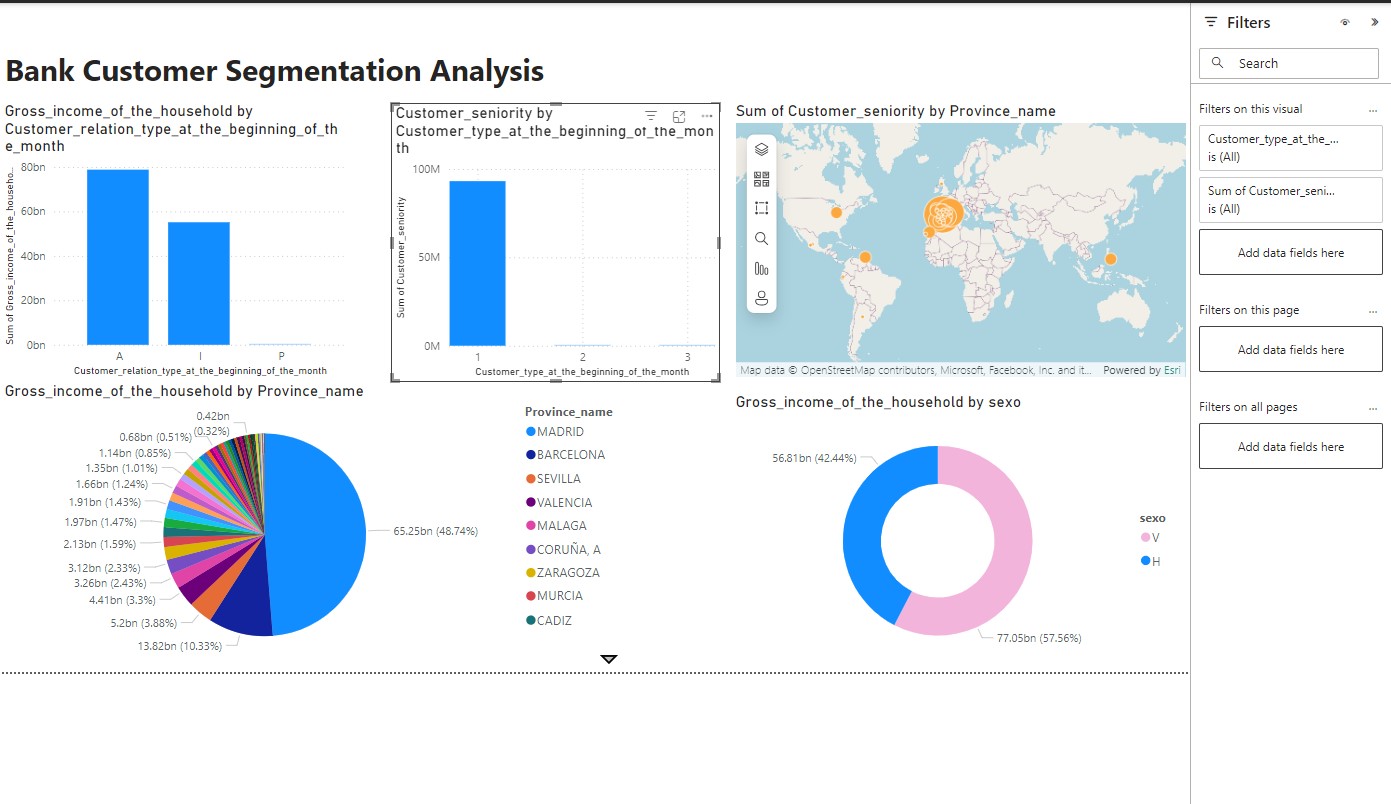 Bank Customer Segmentation Analysis
Gross_income_of_the_household by
Customer_relation_type_at_the_beginning_of_th
e_month
Sum of Gross_income_of_the_househo...
80bn
60bn
40bn
20bn
0bn
A
I
P
Customer_relation_type_at_the_beginning_of_the_month
Customer_seniority by
Customer_type_at_the_beginning_of_the_mon
th
Sum of Customer_seniority
100M
50M
0M
1
2
3
Customer_type_at_the_beginning_of_the_month
Sum of Customer_seniority by Province_name
Map data © OpenStreetMap contributors, Microsoft, Facebook, Inc. and it...
Powered by Esri
Gross_income_of_the_household by Province_name
0.42bn
(0.32%)
0.68bn (0.51%)
1.14bn (0.85%)
1.35bn (1.01%)
1.66bn (1.24%)
1.91bn (1.43%)
1.97bn (1.47%)
2.13bn (1.59%)
3.12bn (2.33%)
3.26bn (2.43%)
4.41bn (3.3%)
5.2bn (3.88%)
13.82bn (10.33%)
65.25bn (48.74%)
Province_name
MADRID
BARCELONA
SEVILLA
VALENCIA
MALAGA
CORUÑA, A
ZARAGOZA
MURCIA
CADIZ
Gross_income_of_the_household by sexo
56.81bn (42.44%)
77.05bn (57.56%)
sexo
V
H
Filters
Search
Filters on this visual
...
Customer_type_at_the_...
is (All)
Sum of Customer_seni...
is (All)
Add data fields here
Filters on this page
...
Add data fields here
Filters on all pages
...
Add data fields here